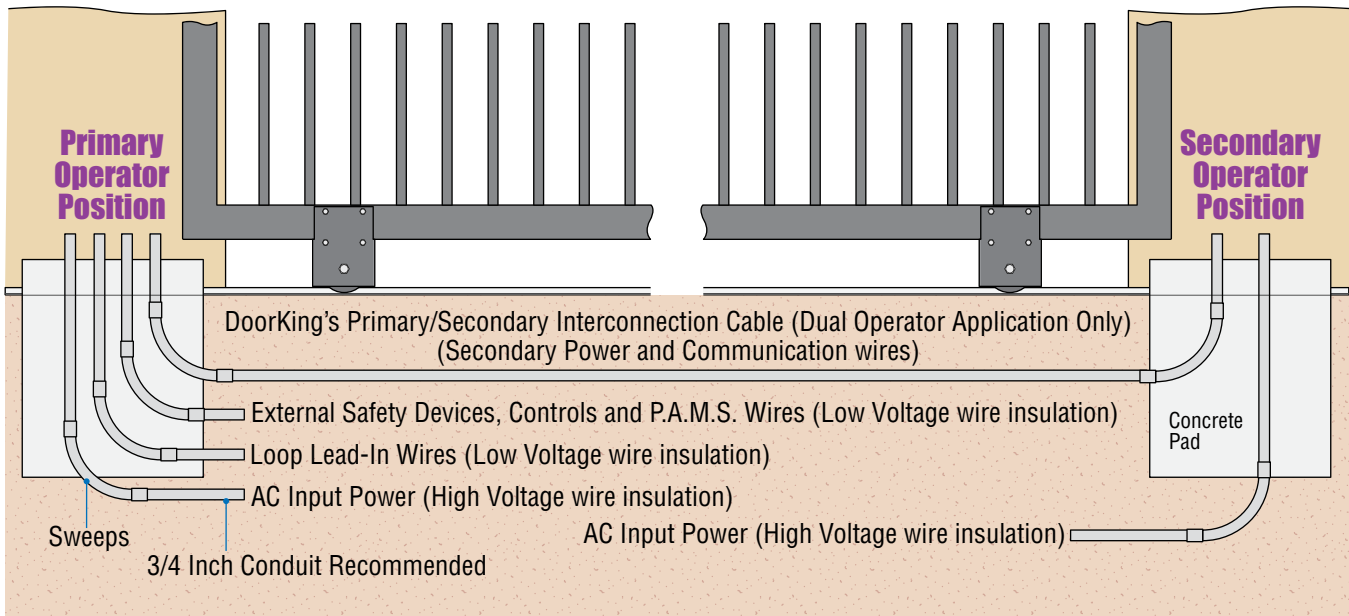 Primary
Operator
Position
Secondary
Operator
Position
DoorKing's Primary/Secondary Interconnection Cable (Dual Operator Application Only)
(Secondary Power and Communication wires)
External Safety Devices, Controls and P.A.M.S. Wires (Low Voltage wire insulation)
Concrete
Pad
Loop Lead-In Wires (Low Voltage wire insulation)
AC Input Power (High Voltage wire insulation)
Sweeps
AC Input Power (High Voltage wire insulation)
3/4 Inch Conduit Recommended